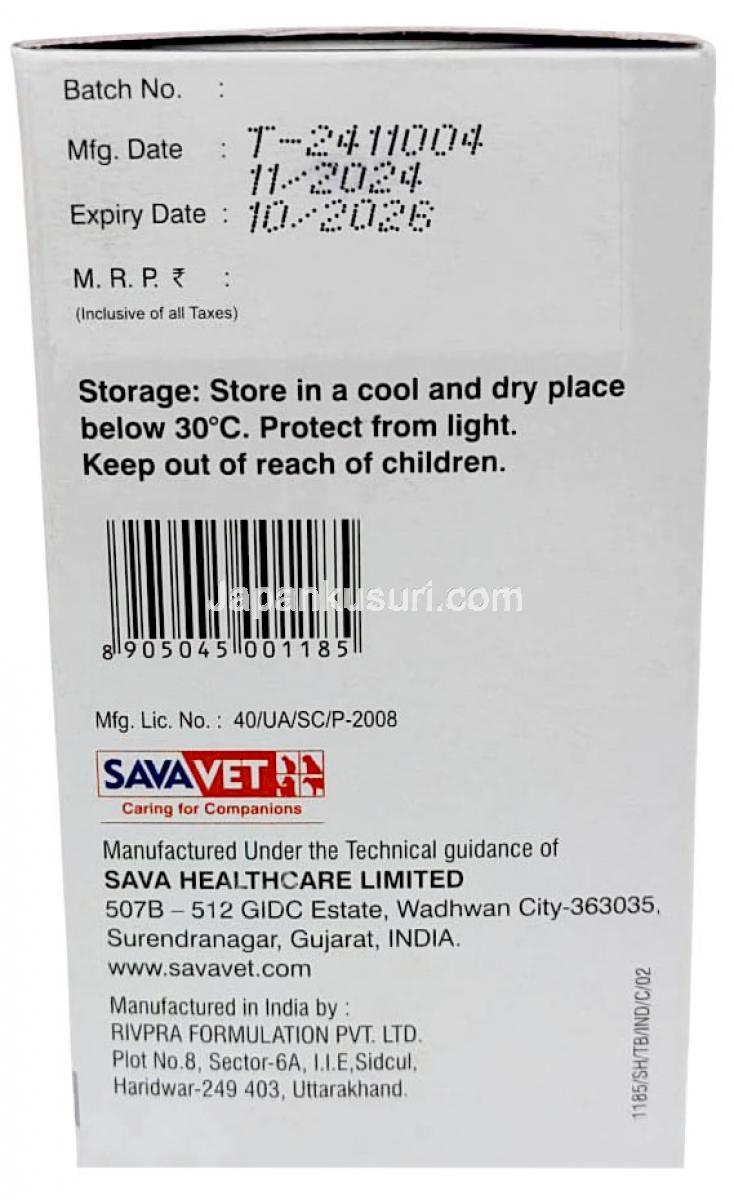 Batch No. :
Mfg. Date : T-2411004
11/2024
Expiry Date : 10/2026
M. R. P. ₹ :
(Inclusive of all Taxes)
Storage: Store in a cool and dry place
below 30°C. Protect from light.
Keep out of reach of children.
Japankusuri.com
8 905045 001185
Mfg. Lic. No. : 40/UA/SC/P-2008
SAVAVET
Caring for Companions
Manufactured Under the Technical guidance of
SAVA HEALTHCARE LIMITED
507B – 512 GIDC Estate, Wadhwan City-363035,
Surendranagar, Gujarat, INDIA.
www.savavet.com
Manufactured in India by :
RIVPRA FORMULATION PVT. LTD.
Plot No.8, Sector-6A, I.I.E,Sidcul,
Haridwar-249 403, Uttarakhand.
1185/SH/TB/IND/C/02